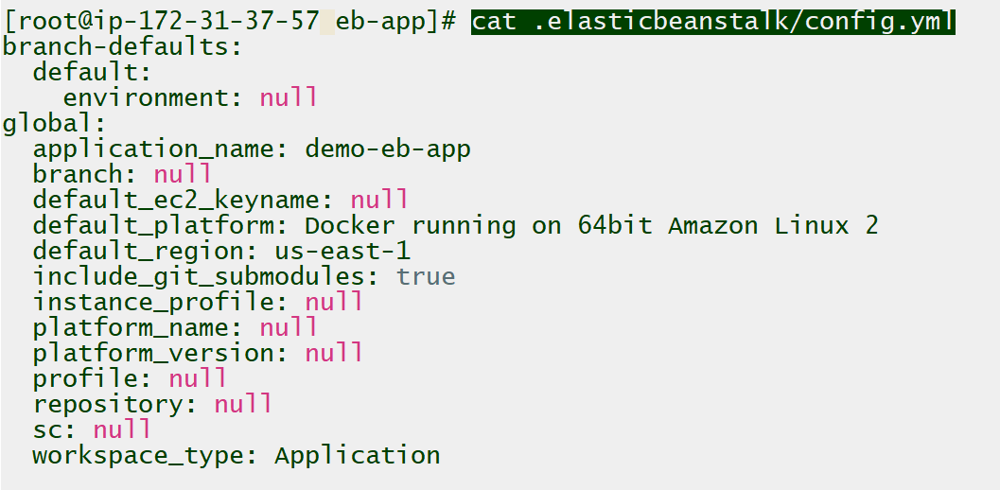 [root@ip-172-31-37-57 eb-app]# cat .elasticbeanstalk/config.yml
branch-defaults:
  default:
    environment: null
global:
  application_name: demo-eb-app
  branch: null
  default_ec2_keyname: null
  default_platform: Docker running on 64bit Amazon Linux 2
  default_region: us-east-1
  include_git_submodules: true
  instance_profile: null
  platform_name: null
  platform_version: null
  profile: null
  repository: null
  sc: null
  workspace_type: Application